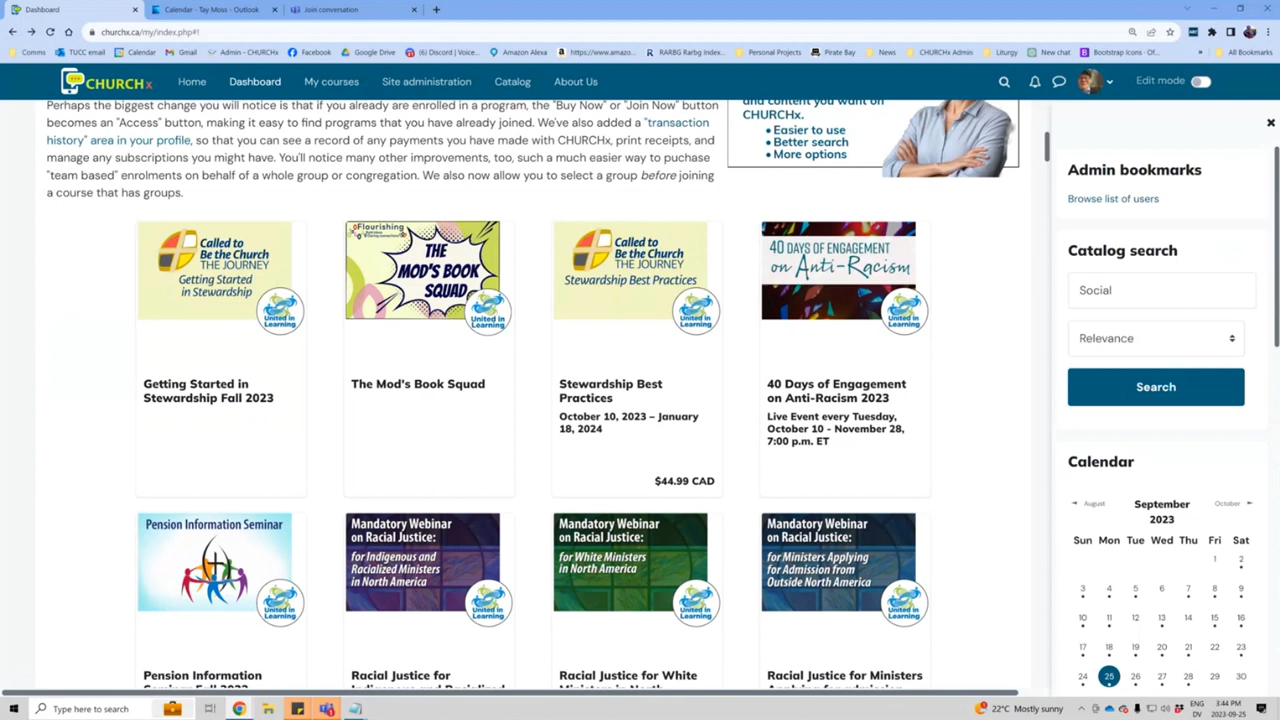 Dashboard
Calendar - Tay Moss - Outlook
Join conversation
churchx.ca/my/index.php#!
Comms
TUCC email
Calendar
Gmail
Admin - CHURCHx
Facebook
Google Drive
(6) Discord | Voice...
Amazon Alexa
https://www.amazo...
RARBG Rarbg Index...
Personal Projects
Pirate Bay
News
CHURCHx Admin
Liturgy
New chat
Bootstrap Icons · Of...
»
All Bookmarks
CHURCHx
Home
Dashboard
My courses
Site administration
Catalog
About Us
Edit mode
Perhaps the biggest change you will notice is that if you already are enrolled in a program, the "Buy Now" or "Join Now" button
becomes an "Access" button, making it easy to find programs that you have already joined. We've also added a "transaction
history" area in your profile, so that you can see a record of any payments you have made with CHURCHx, print receipts, and
manage any subscriptions you might have. You'll notice many other improvements, too, such a much easier way to puchase
"team based" enrolments on behalf of a whole group or congregation. We also now allow you to select a group before joining
a course that has groups.
and content you want on
CHURCHx.
• Easier to use
• Better search
• More options
Called to
Be the Church
THE JOURNEY
Getting Started
in Stewardship
United in
Learning
Getting Started in
Stewardship Fall 2023
Flourishing
THE
MOD'S BOOK
SQUAD
United in
Learning
The Mod's Book Squad
Called to
Be the Church
THE JOURNEY
Stewardship Best Practices
United in
Learning
Stewardship Best
Practices
October 10, 2023 – January
18, 2024
$44.99 CAD
40 DAYS OF ENGAGEMENT
on Anti-Racism
United in
Learning
40 Days of Engagement
on Anti-Racism 2023
Live Event every Tuesday,
October 10 - November 28,
7:00 p.m. ET
Pension Information Seminar
United in
Learning
Pension Information
Mandatory Webinar
on Racial Justice:
for Indigenous and
Racialized Ministers
in North America
United in
Learning
Racial Justice for
Mandatory Webinar
on Racial Justice:
for White Ministers
in North America
United in
Learning
Racial Justice for White
Mandatory Webinar
on Racial Justice:
for Ministers Applying
for Admission from
Outside North America
United in
Learning
Racial Justice for Ministers
Admin bookmarks
Browse list of users
Catalog search
Social
Relevance
Search
Calendar
◄ August
September
2023
October ►
Sun Mon Tue Wed Thu Fri Sat
1 2
3 4 5 6 7 8 9
10 11 12 13 14 15 16
17 18 19 20 21 22 23
24 25 26 27 28 29 30
Type here to search
22°C Mostly sunny
ENG
DV
3:44 PM
2023-09-25